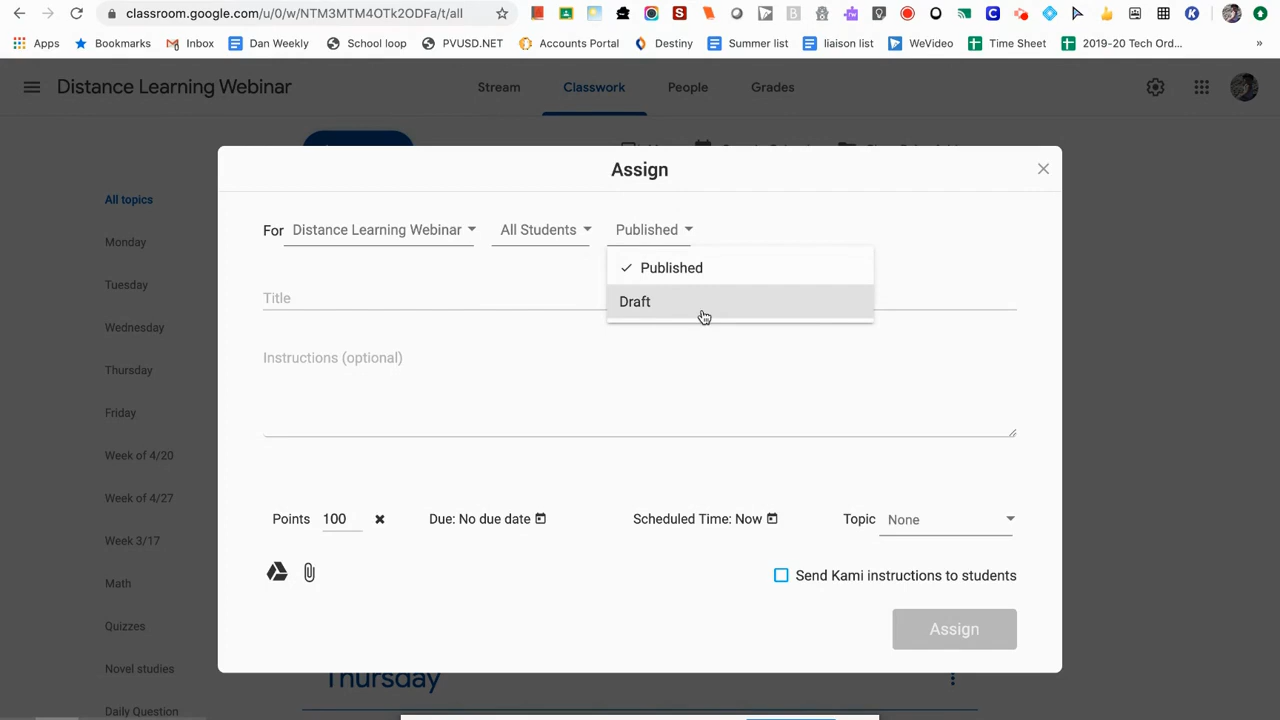 classroom.google.com/u/0/w/NTM3MTM4OTk2ODFa/t/all
Apps Bookmarks Inbox Dan Weekly School loop PVUSD.NET Accounts Portal Destiny Summer list liaison list WeVideo Time Sheet 2019-20 Tech Ord... »
Distance Learning Webinar Stream Classwork People Grades
Assign
All topics
Monday
Tuesday
Wednesday
Thursday
Friday
Week of 4/20
Week of 4/27
Week 3/17
Math
Quizzes
Novel studies
Daily Question
For Distance Learning Webinar All Students Published
Published
Draft
Title
Instructions (optional)
Points 100 Due: No due date Scheduled Time: Now Topic None
Send Kami instructions to students
Assign
Thursday